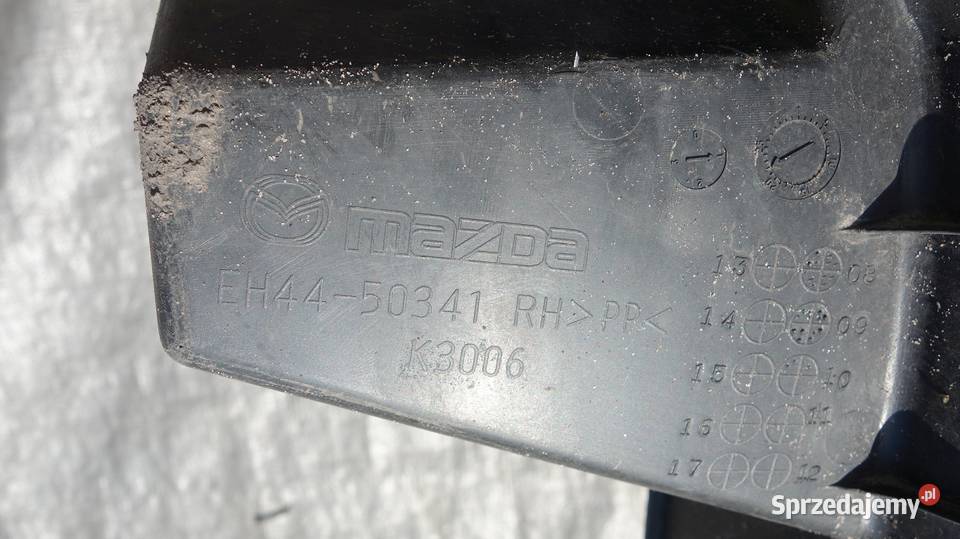 mazda
EH44-50341 RH >PP<
K3006
13 08
14 09
15 10
16 11
17 12
Sprzedajemy.pl